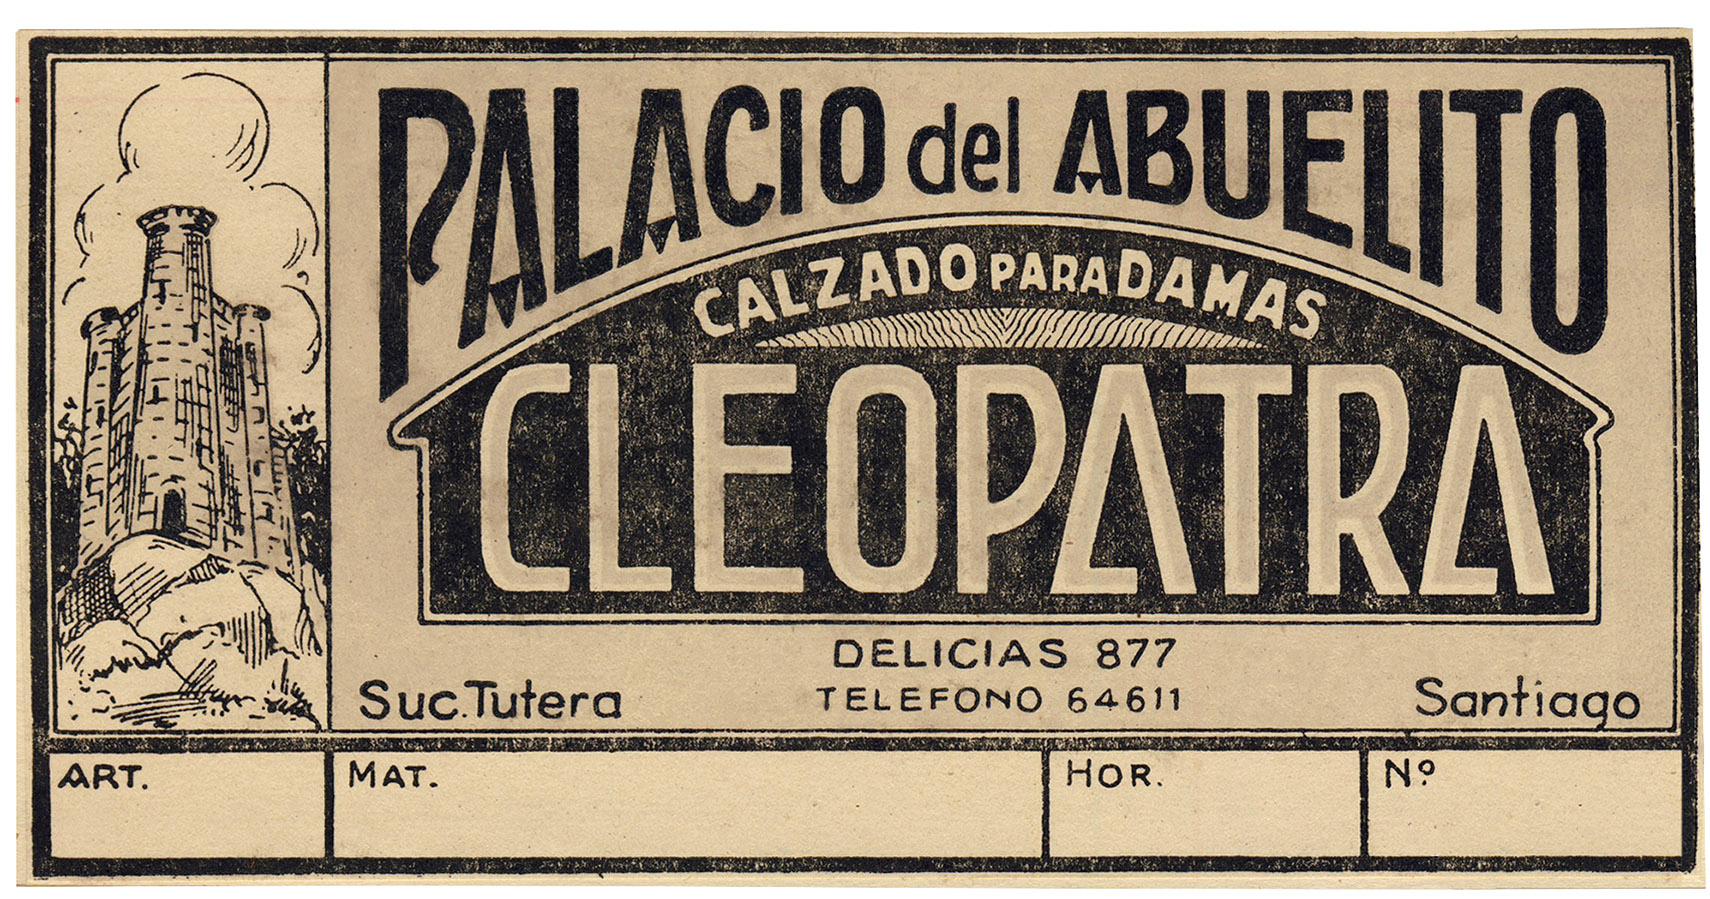 PALACIO del ABUELITO
CALZADO PARA DAMAS
CLEOPATRA
DELICIAS 877
Suc. Tutera
TELEFONO 64611
Santiago
ART.
MAT.
HOR.
Nº